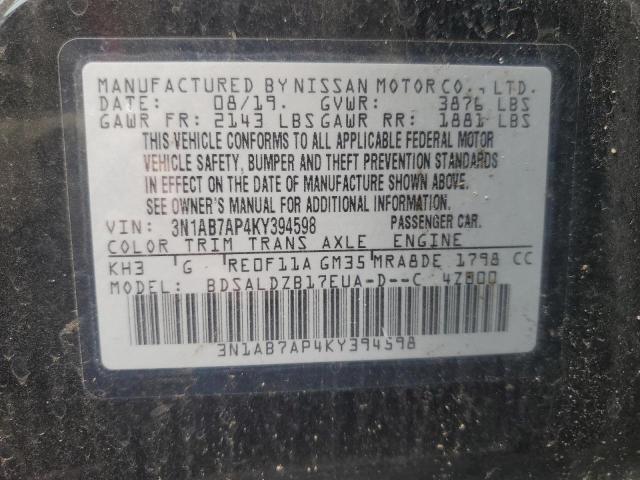 MANUFACTURED BY NISSAN MOTOR CO., LTD.
DATE: 08/19. GVWR: 3876 LBS
GAWR FR: 2143 LBS GAWR RR: 1881 LBS
THIS VEHICLE CONFORMS TO ALL APPLICABLE FEDERAL MOTOR
VEHICLE SAFETY, BUMPER AND THEFT PREVENTION STANDARDS
IN EFFECT ON THE DATE OF MANUFACTURE SHOWN ABOVE.
SEE OWNER'S MANUAL FOR ADDITIONAL INFORMATION.
VIN: 3N1AB7AP4KY394598 PASSENGER CAR.
COLOR TRIM TRANS AXLE ENGINE
KH3 G RE0F11A GM35 MRA8DE 1798 CC
MODEL: BDSALDZB17EUA-D--C 4Z800
3N1AB7AP4KY394598